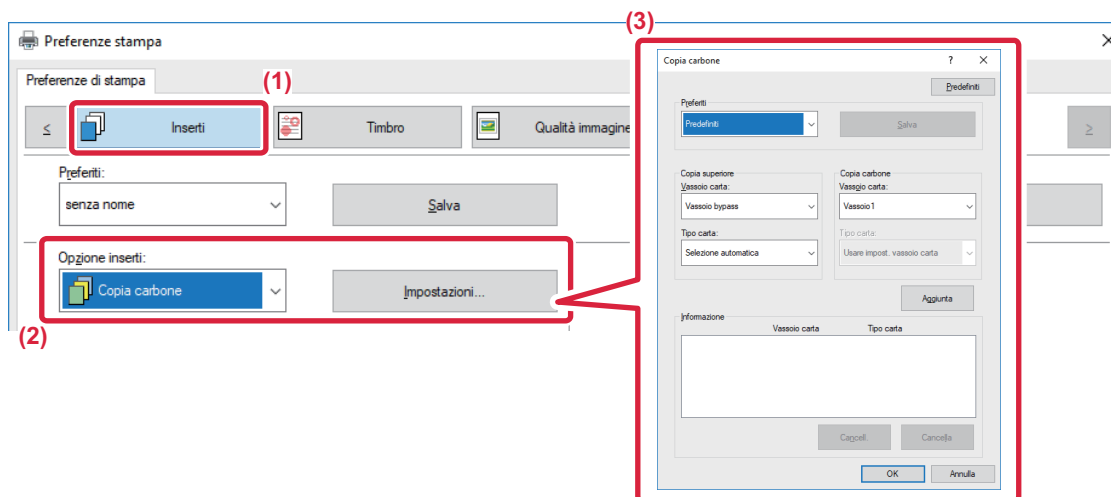 (3)
Preferenze stampa
Preferenze di stampa
(1)
≤ Inserti Timbro Qualità immagine ≥
Preferiti:
senza nome Salva
Opzione inserti:
Copia carbone Impostazioni...
(2)
Copia carbone ? ×
Predefiniti
Preferiti
Predefiniti Salva
Copia superiore Copia carbone
Vassoio carta: Vassoio carta:
Vassoio bypass Vassoio1
Tipo carta: Tipo carta:
Selezione automatica Usare impost. vassoio carta
Aggiunta
Informazione
Vassoio carta Tipo carta
Cancell. Cancella
OK Annulla